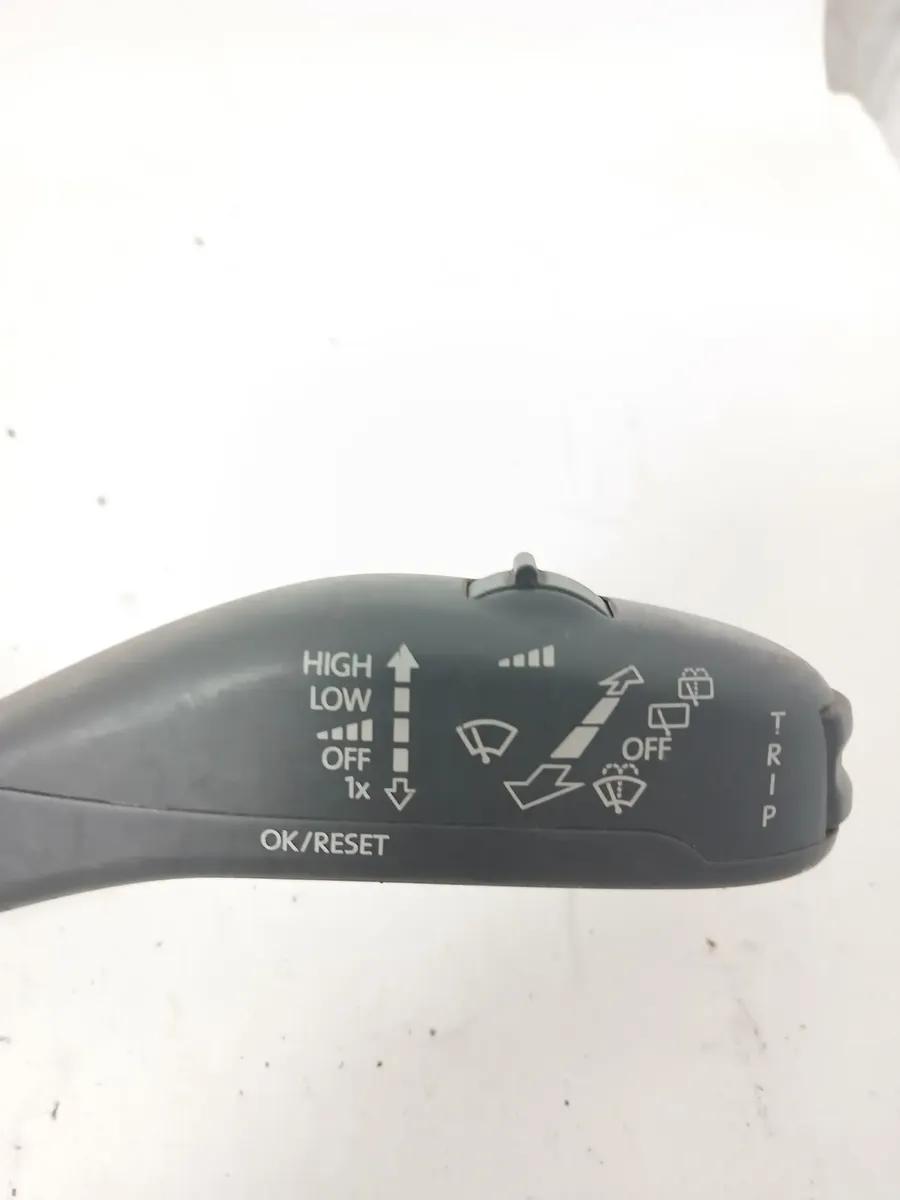 HIGH
LOW
OFF
1x
OFF
TRIP
OK/RESET